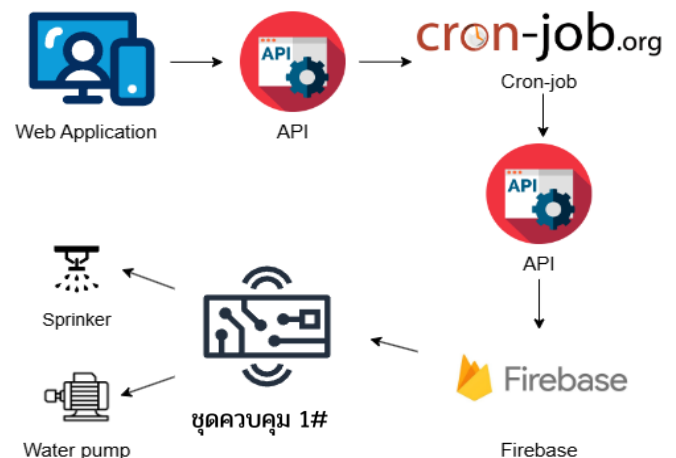 API
cron-job.org
Web Application
API
Cron-job
API
API
Sprinker
Firebase
ชุดควบคุม 1#
Water pump
Firebase